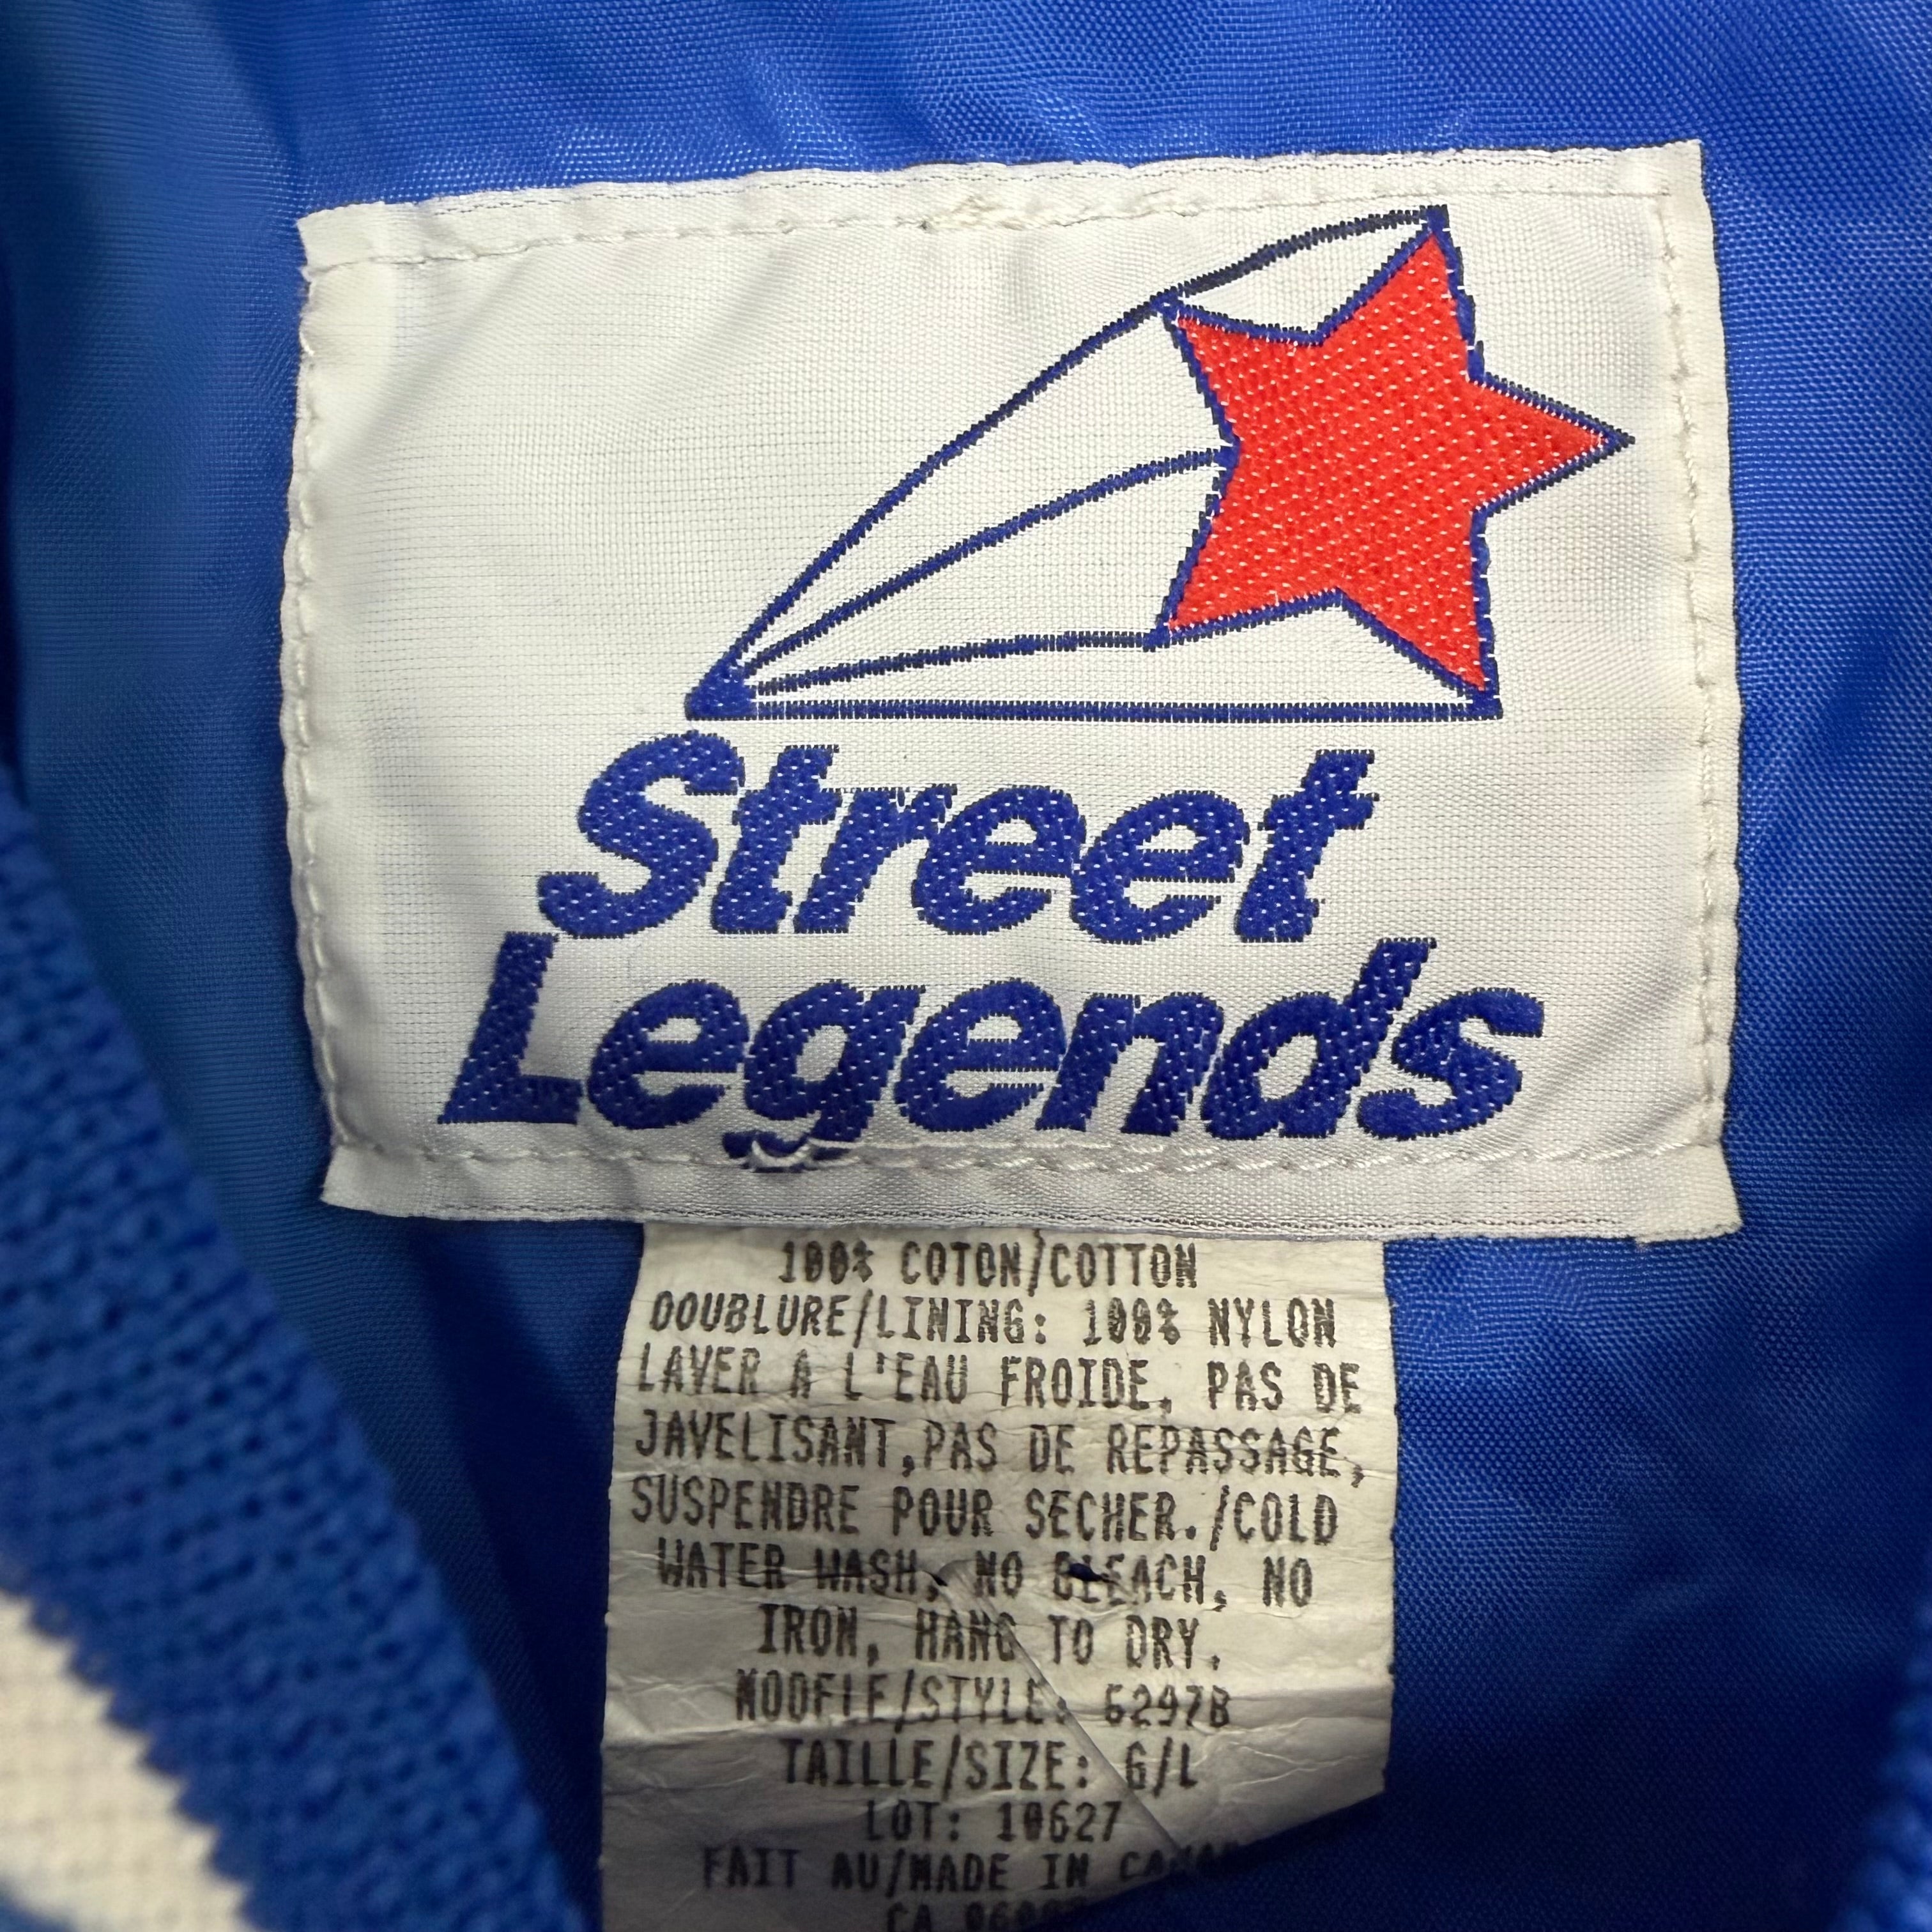 Street
Legends
100% COTON/COTTON
DOUBLURE/LINING: 100% NYLON
LAVER A L'EAU FROIDE, PAS DE
JAVELISANT,PAS DE REPASSAGE,
SUSPENDRE POUR SECHER./COLD
WATER WASH, NO BLEACH, NO
IRON, HANG TO DRY.
MODELE/STYLE: 6297B
TAILLE/SIZE: G/L
LOT: 10627
FAIT AU/MADE IN CANADA
CA